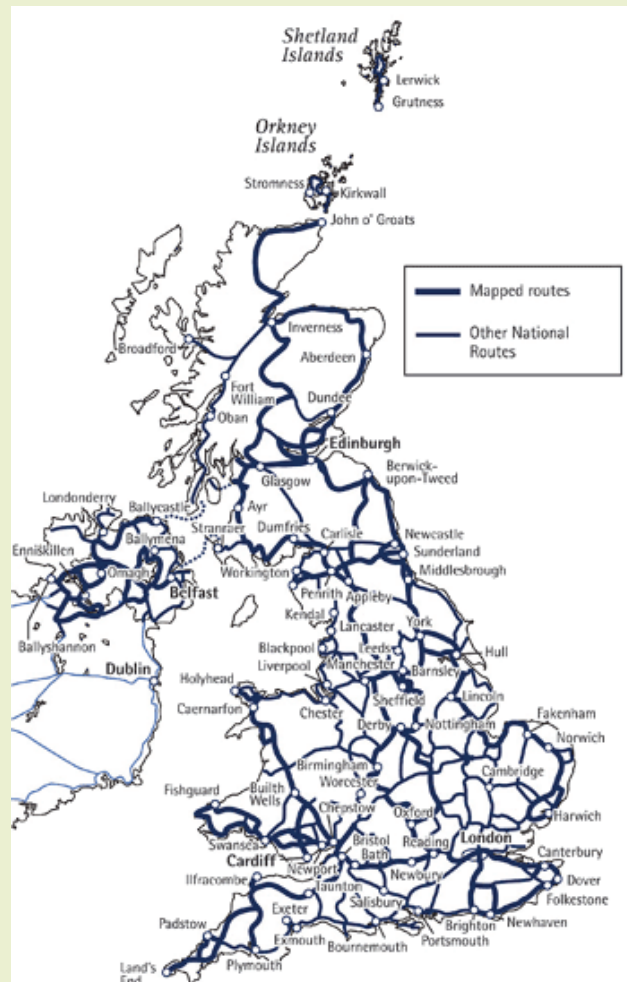 Shetland
Islands
Lerwick
Grutness
Orkney
Islands
Stromness
Kirkwall
John o' Groats
Mapped routes
Other National
Routes
Inverness
Broadford
Aberdeen
Fort
William
Dundee
Oban
Edinburgh
Glasgow
Berwick-
upon-Tweed
Londonderry
Ballycastle
Ayr
Stranraer
Dumfries
Carlisle
Newcastle
Ballymena
Sunderland
Enniskillen
Omagh
Workington
Middlesbrough
Belfast
Penrith
Appleby
Kendal
Ballyshannon
Lancaster
York
Blackpool
Leeds
Hull
Dublin
Liverpool
Manchester
Barnsley
Holyhead
Sheffield
Lincoln
Caernarfon
Chester
Derby
Nottingham
Fakenham
Norwich
Birmingham
Cambridge
Worcester
Fishguard
Builth
Wells
Chepstow
Oxford
Harwich
Swansea
Bristol
Reading
London
Cardiff
Bath
Canterbury
Newport
Newbury
Dover
Ilfracombe
Taunton
Salisbury
Folkestone
Exeter
Brighton
Newhaven
Padstow
Exmouth
Portsmouth
Bournemouth
Plymouth
Land's
End